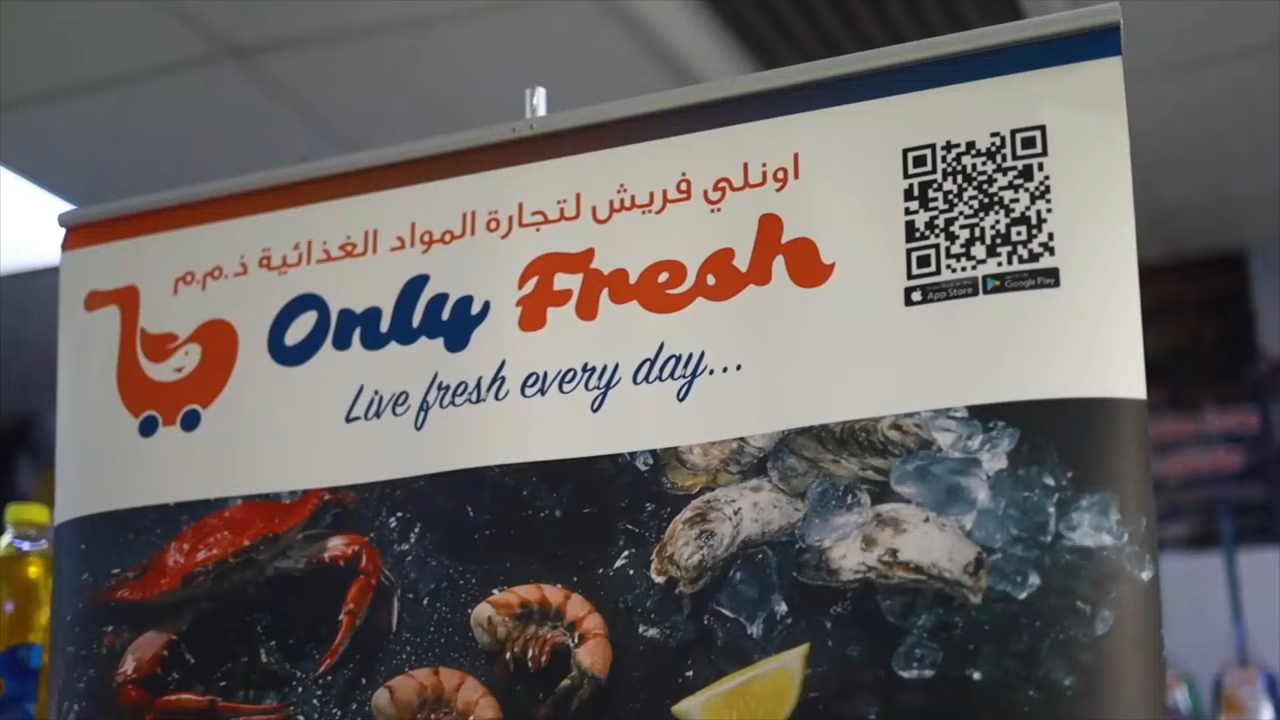 اونلي فريش لتجارة المواد الغذائية ذ.م.م
Only Fresh
Live fresh every day...
App Store
Google Play